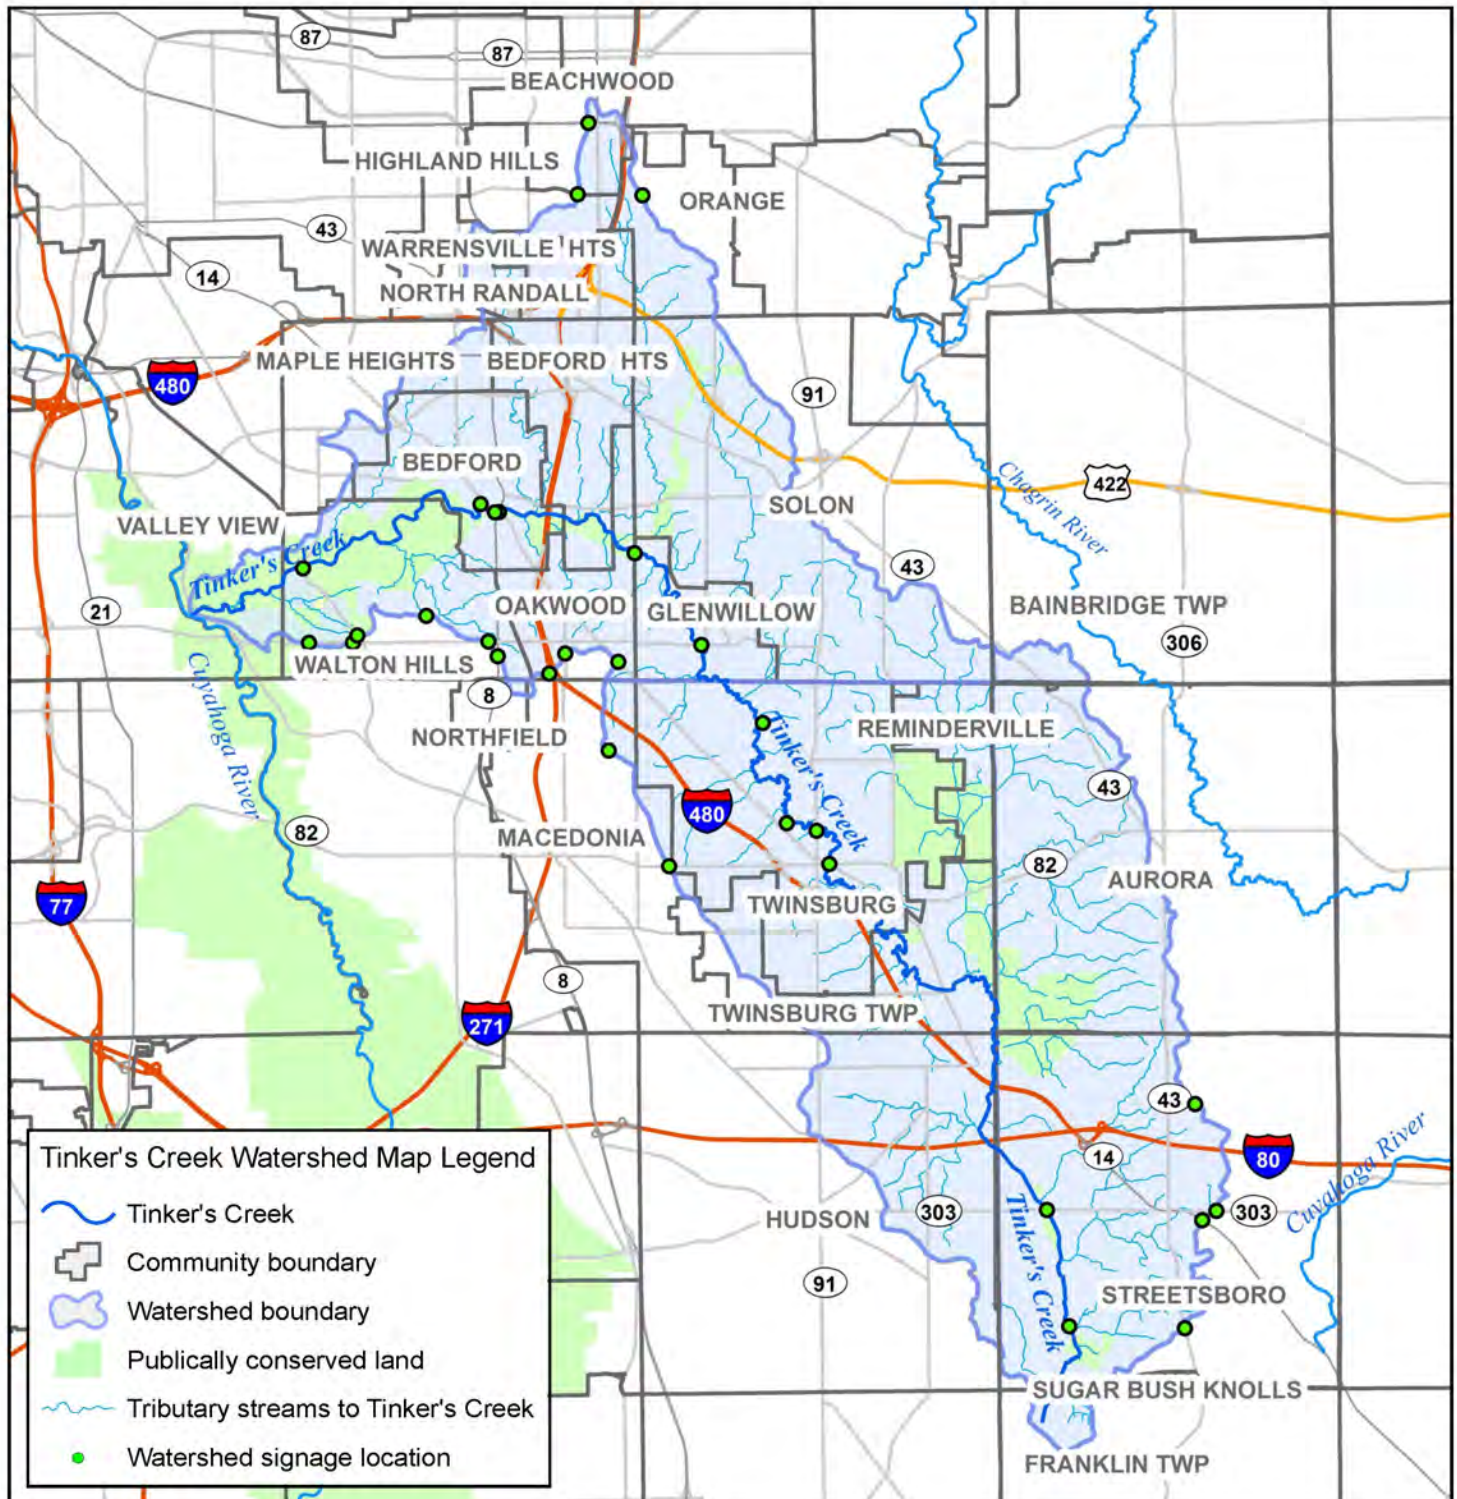 87
87
BEACHWOOD
HIGHLAND HILLS
ORANGE
43
WARRENSVILLE HTS
14
NORTH RANDALL
MAPLE HEIGHTS
BEDFORD HTS
480
91
BEDFORD
422
Chagrin River
SOLON
VALLEY VIEW
Tinker's Creek
43
21
OAKWOOD
GLENWILLOW
BAINBRIDGE TWP
306
WALTON HILLS
8
Cuyahoga River
NORTHFIELD
REMINDERVILLE
Tinker's Creek
43
480
82
MACEDONIA
82
AURORA
77
TWINSBURG
8
271
TWINSBURG TWP
43
14
80
Cuyahoga River
HUDSON
303
303
Tinker's Creek
91
STREETSBORO
SUGAR BUSH KNOLLS
FRANKLIN TWP
Tinker's Creek Watershed Map Legend
Tinker's Creek
Community boundary
Watershed boundary
Publically conserved land
Tributary streams to Tinker's Creek
Watershed signage location